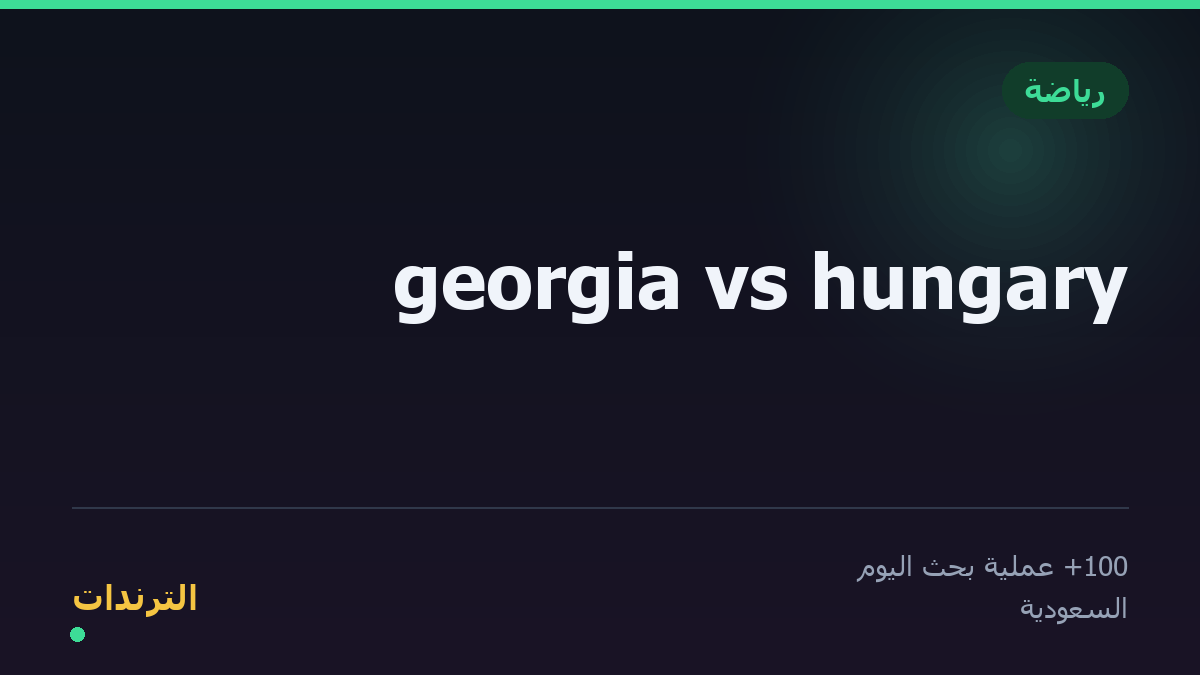 رياضة
georgia vs hungary
+100 عملية بحث اليوم
السعودية
الترندات